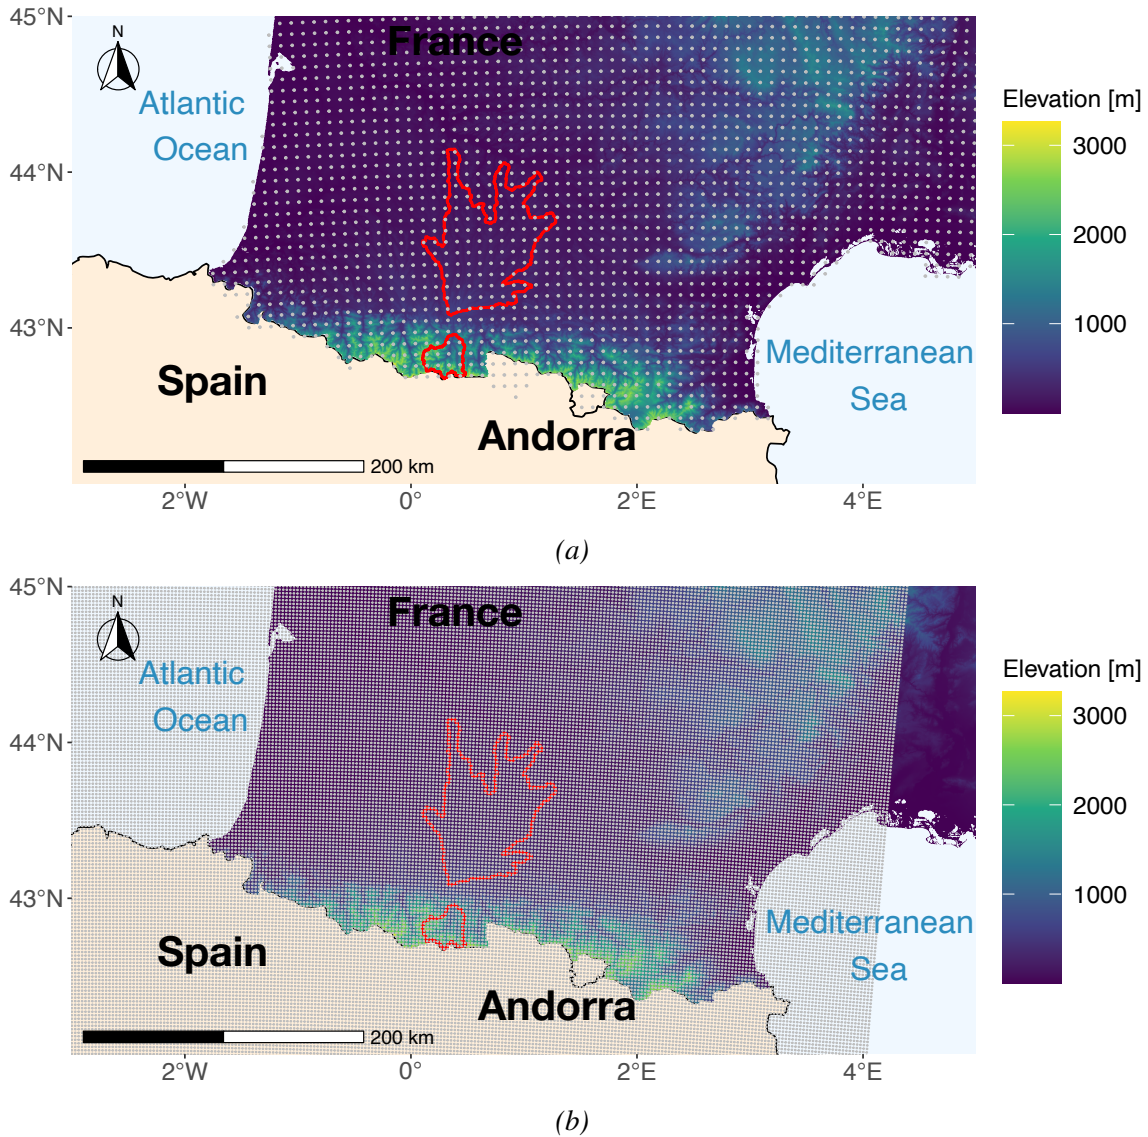 45°N
N
France
Atlantic
Ocean
Elevation [m]
3000
2000
1000
44°N
43°N
Spain
Andorra
Mediterranean
Sea
200 km
2°W
0°
2°E
4°E
(a)
45°N
N
France
Atlantic
Ocean
Elevation [m]
3000
2000
1000
44°N
43°N
Spain
Andorra
Mediterranean
Sea
200 km
2°W
0°
2°E
4°E
(b)